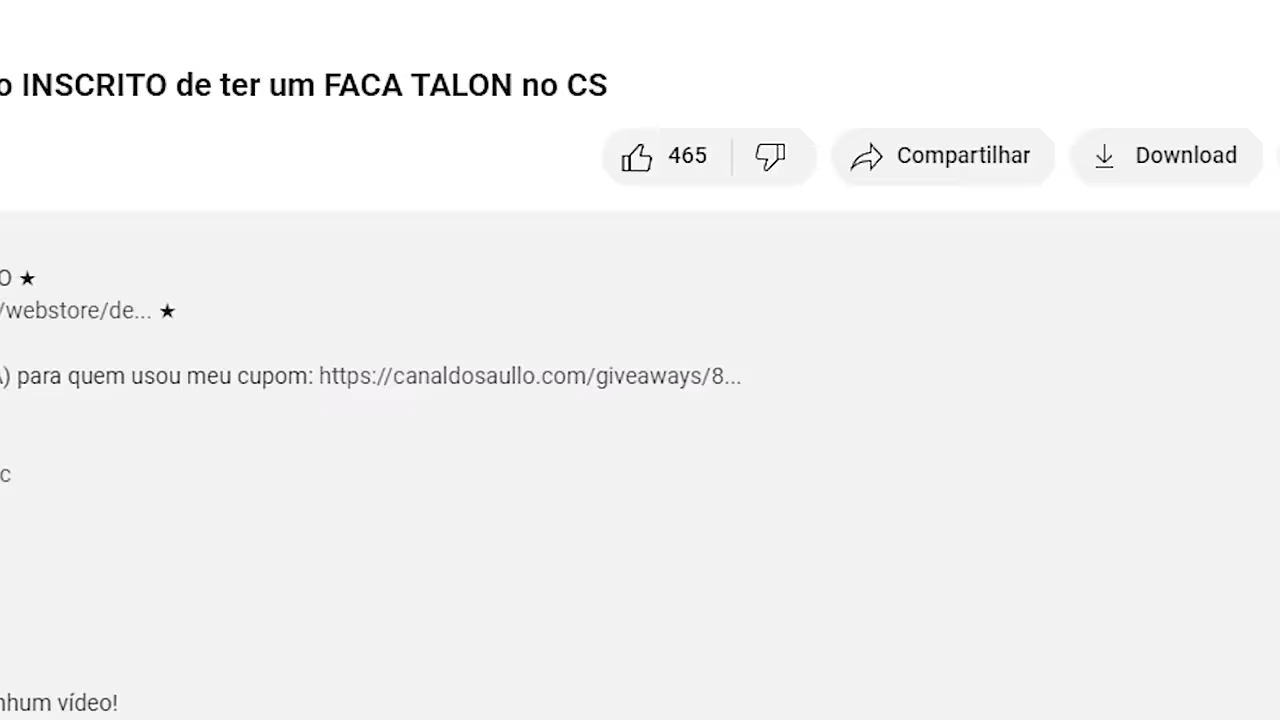 o INSCRITO de ter um FACA TALON no CS
465
Compartilhar
Download
O ★
/webstore/de... ★
) para quem usou meu cupom: https://canaldosaullo.com/giveaways/8...
c
nhum vídeo!